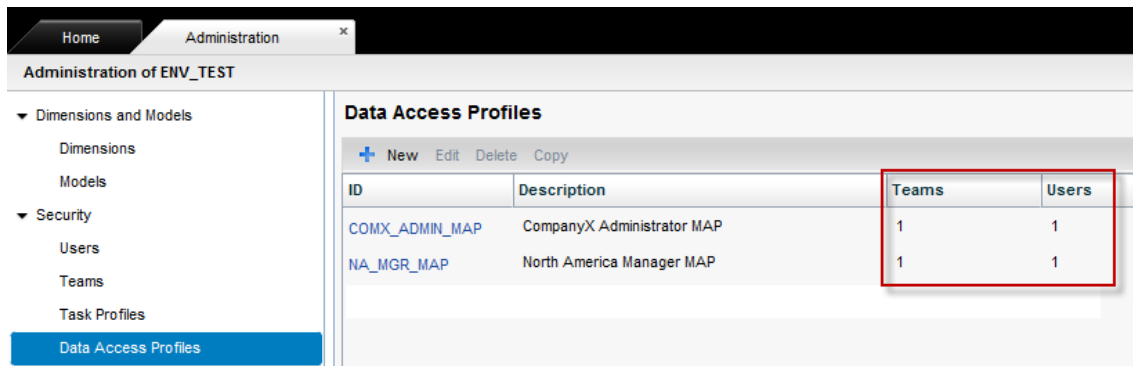 Home Administration ×
Administration of ENV_TEST
Dimensions and Models
Dimensions
Models
Security
Users
Teams
Task Profiles
Data Access Profiles
Data Access Profiles
New Edit Delete Copy
ID Description Teams Users
COMX_ADMIN_MAP CompanyX Administrator MAP 1 1
NA_MGR_MAP North America Manager MAP 1 1